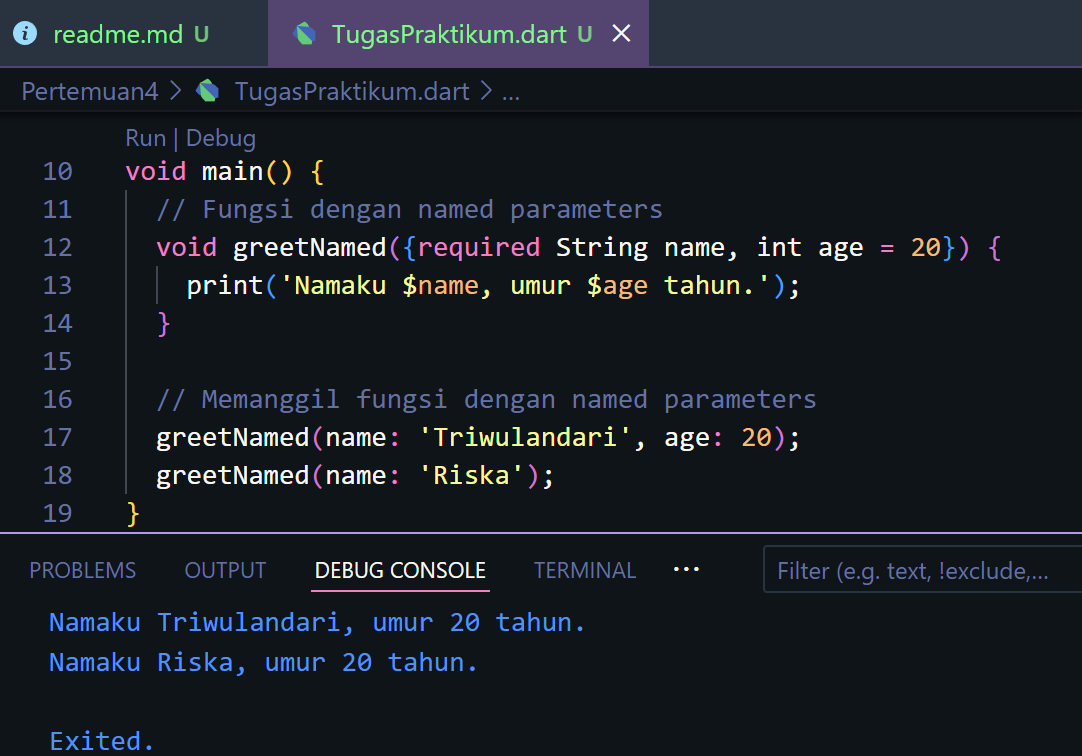 readme.md U TugasPraktikum.dart U
Pertemuan4 > TugasPraktikum.dart > ...
Run | Debug
10 void main() {
11 // Fungsi dengan named parameters
12 void greetNamed({required String name, int age = 20}) {
13 print('Namaku $name, umur $age tahun.');
14 }
15
16 // Memanggil fungsi dengan named parameters
17 greetNamed(name: 'Triwulandari', age: 20);
18 greetNamed(name: 'Riska');
19 }
PROBLEMS OUTPUT DEBUG CONSOLE TERMINAL ... Filter (e.g. text, !exclude,...
Namaku Triwulandari, umur 20 tahun.
Namaku Riska, umur 20 tahun.
Exited.